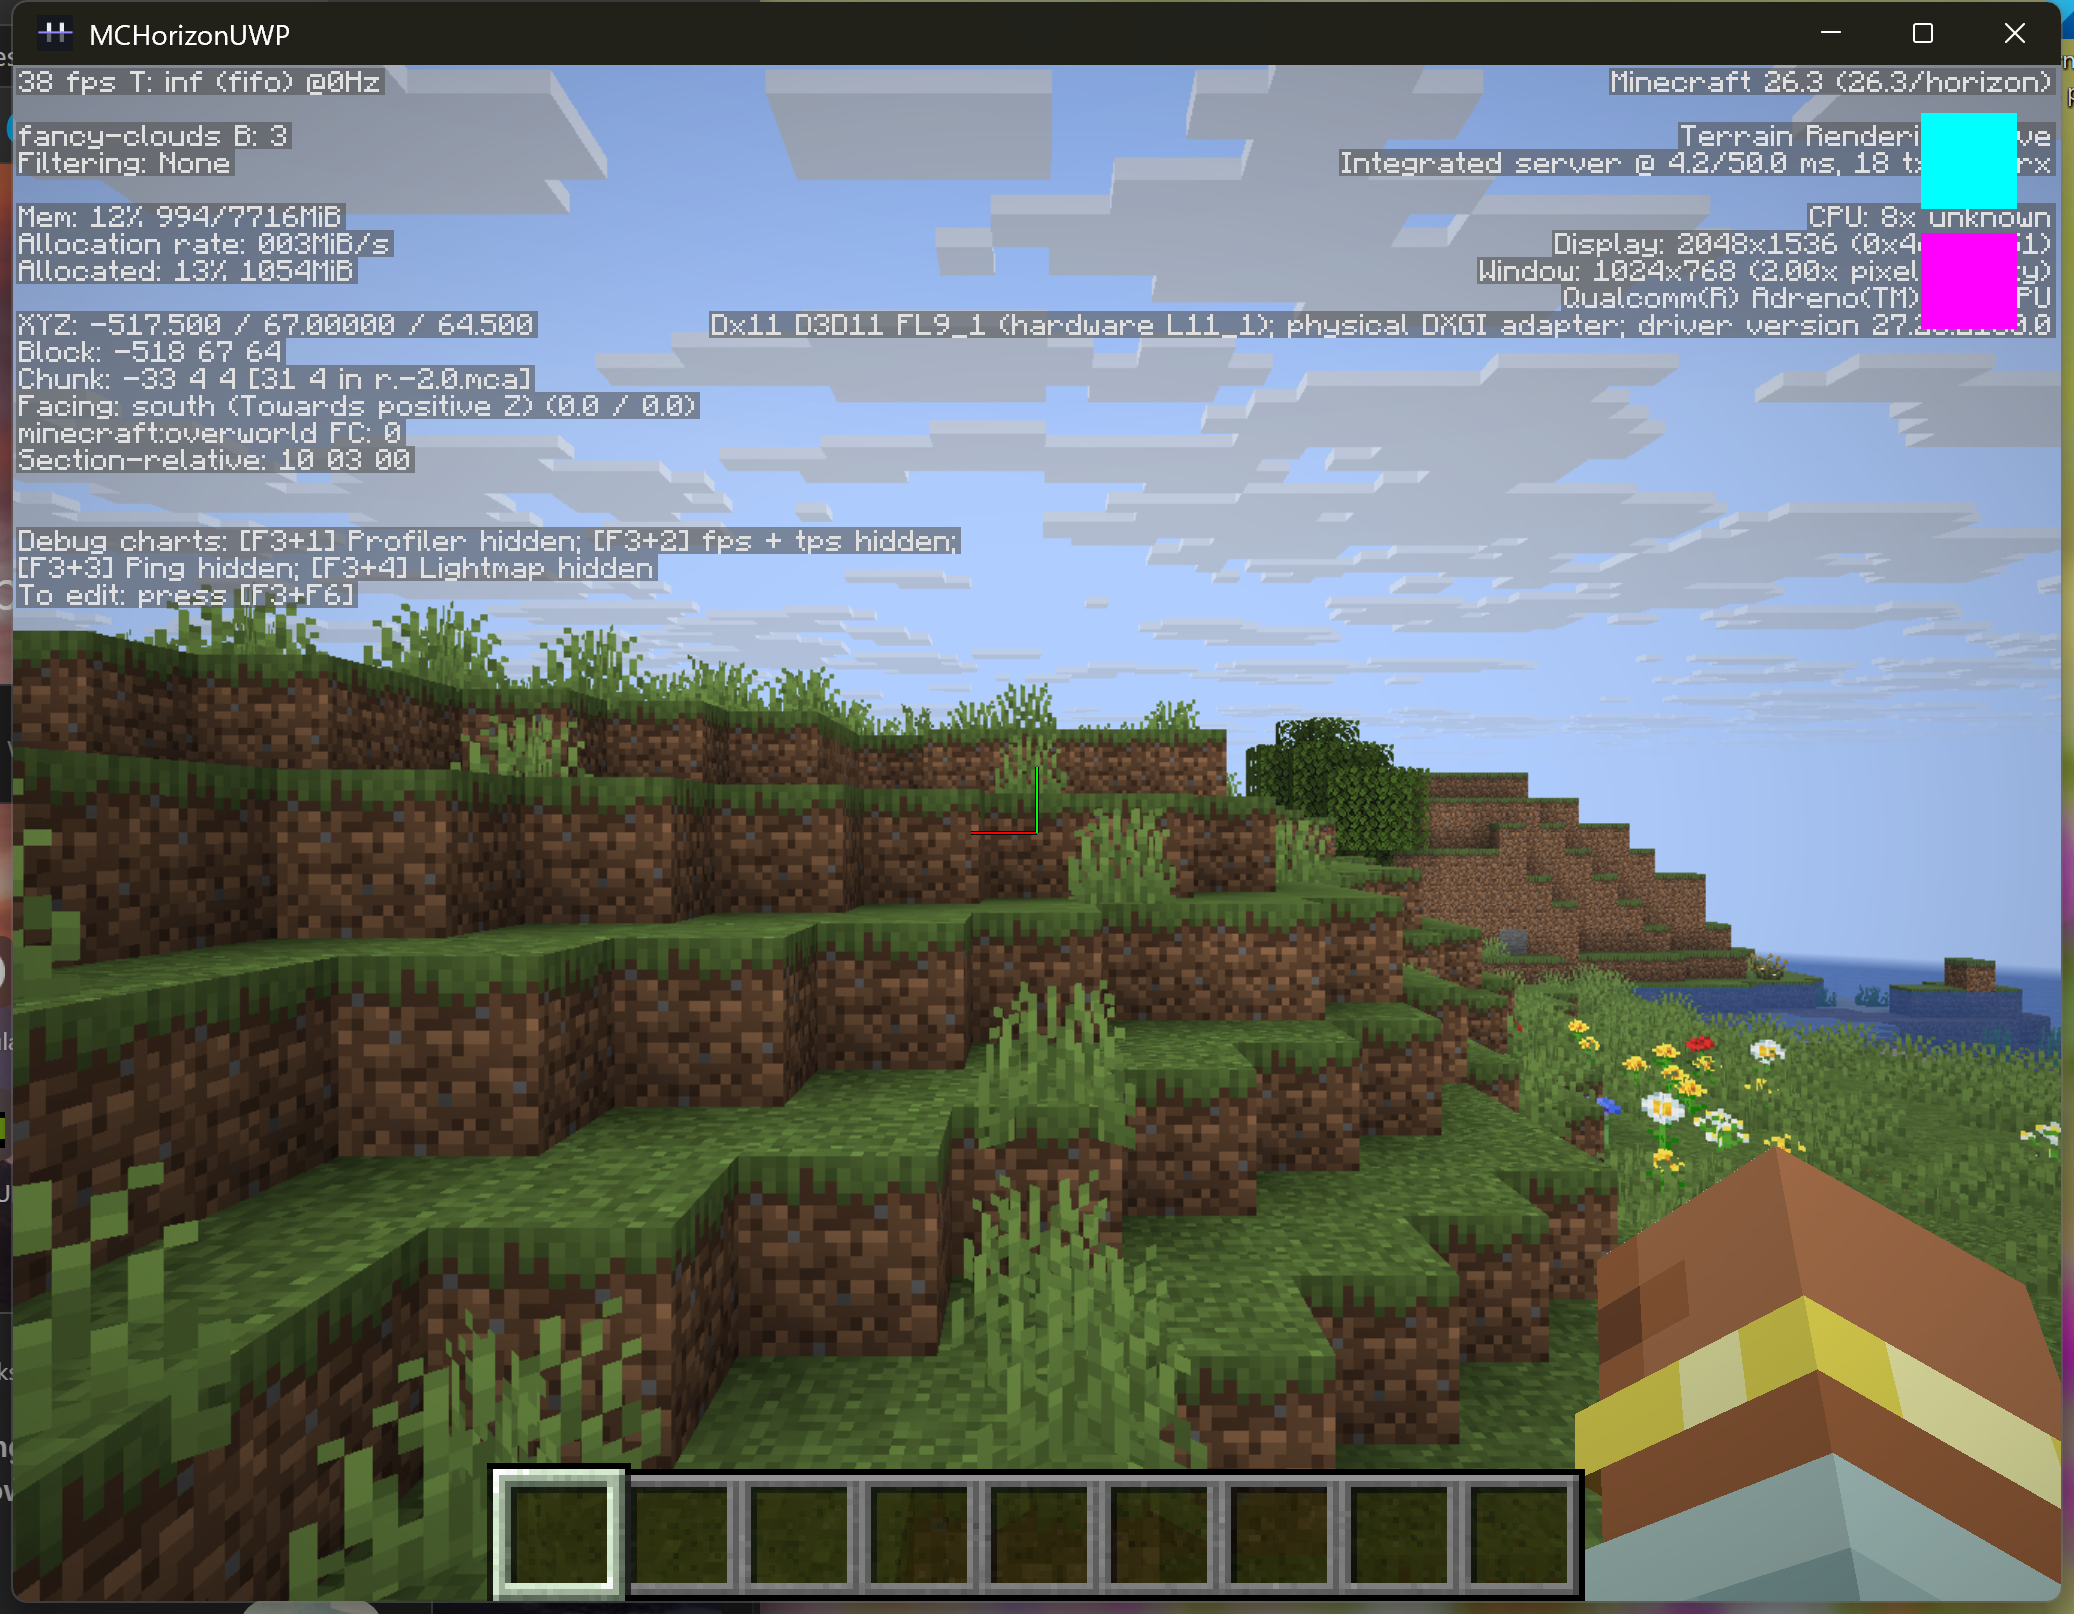 MCHorizonUWP
38 fps T: inf (fifo) @0Hz
Minecraft 26.3 (26.3/horizon)
fancy-clouds B: 3
Terrain
Filtering: None
Integrated server @ 4.2/50.0 ms, 18
Mem: 12% 994/7716MiB
CPU: 8x unknown
Allocation rate: 003MiB/s
Display: 2048x1536
Allocated: 13% 1054MiB
Window: 1024x768 (2.00x pixel
Qualcomm(R) Adreno(TM)
XYZ: -517.500 / 67.00000 / 64.500
Dx11 D3D11 FL9_1 (hardware L11_1); physical DXGI adapter; driver version
Block: -518 67 64
Chunk: -33 4 4 [31 4 in r.-2.0.mca]
Facing: south (Towards positive Z) (0.0 / 0.0)
minecraft:overworld FC: 0
Section-relative: 10 03 00
Debug charts: [F3+1] Profiler hidden; [F3+2] fps + tps hidden;
[F3+3] Ping hidden; [F3+4] Lightmap hidden
To edit: press [F3+F6]